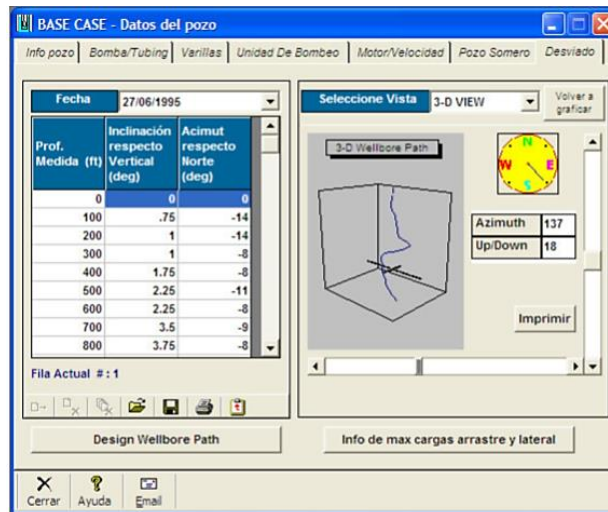 BASE CASE - Datos del pozo
Info pozo Bomba/Tubing Varillas Unidad De Bombeo Motor/Velocidad Pozo Somero Desviado
Fecha 27/06/1995
Prof. Medida (ft) Inclinación respecto Vertical (deg) Acimut respecto Norte (deg)
0 0 0
100 .75 -14
200 1 -14
300 1 -8
400 1.75 -8
500 2.25 -11
600 2.25 -8
700 3.5 -9
800 3.75 -8
Fila Actual # : 1
Design Wellbore Path
Seleccione Vista 3-D VIEW
Volver a graficar
3-D Wellbore Path
N
W E
S
Azimuth 137
Up/Down 18
Imprimir
Info de max cargas arrastre y lateral
Cerrar Ayuda Email